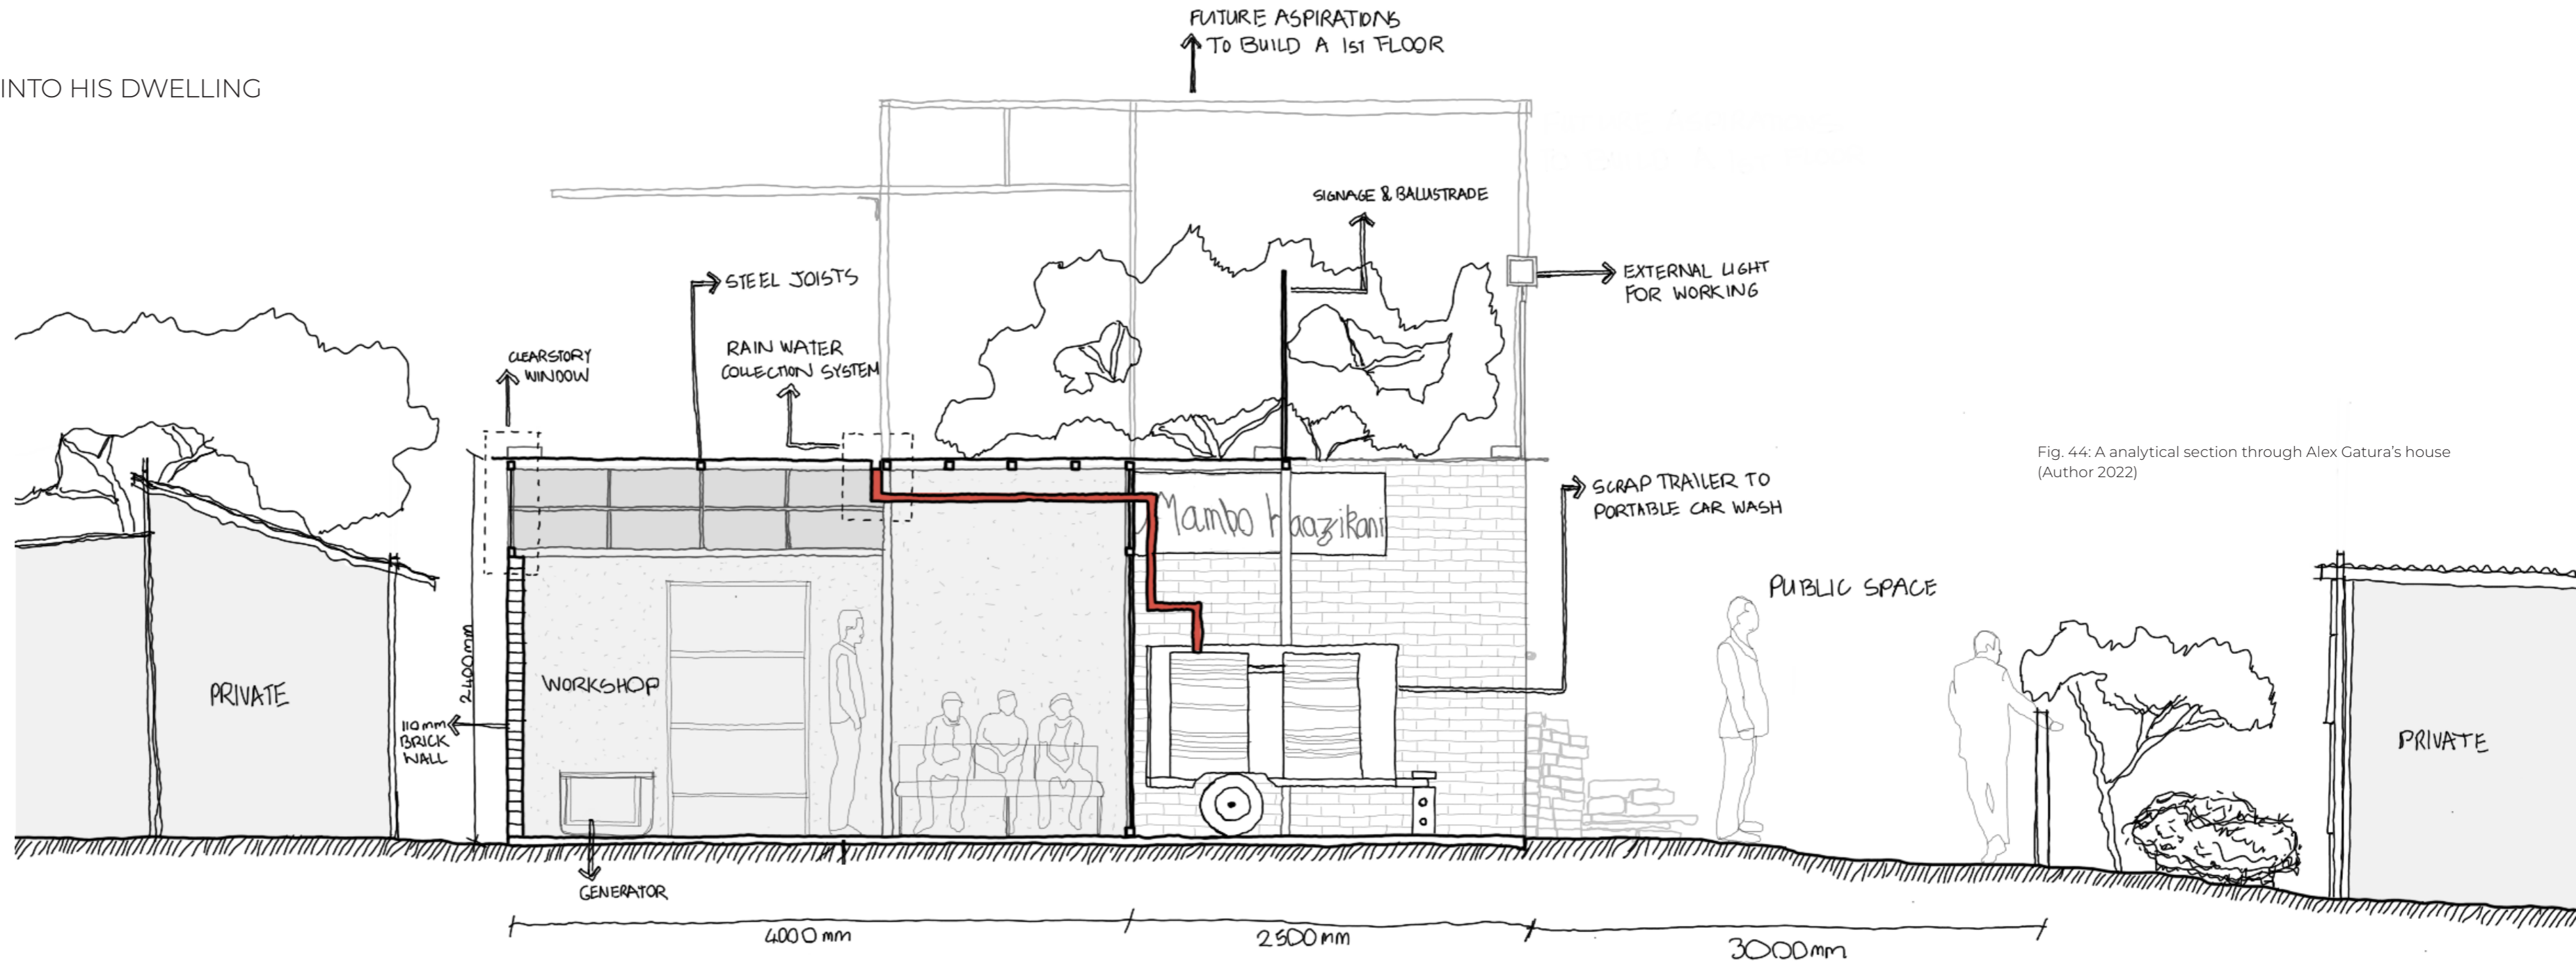 FUTURE ASPIRATIONS
TO BUILD A 1ST FLOOR
INTO HIS DWELLING
SIGNAGE & BALUSTRADE
STEEL JOISTS
EXTERNAL LIGHT
FOR WORKING
RAIN WATER
COLLECTION SYSTEM
CLEARSTORY
WINDOW
Fig. 44: A analytical section through Alex Gatura's house
(Author 2022)
SCRAP TRAILER TO
PORTABLE CAR WASH
Mambo Haazikani
PUBLIC SPACE
2400mm
WORKSHOP
PRIVATE
110mm
BRICK
WALL
PRIVATE
GENERATOR
4000mm
2500mm
3000mm